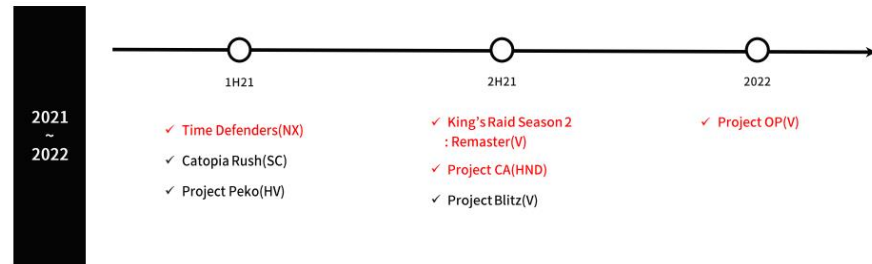 2021
~
2022
1H21
2H21
2022
✓ Time Defenders(NX)
✓ Catopia Rush(SC)
✓ Project Peko(HV)
✓ King's Raid Season 2
: Remaster(V)
✓ Project CA(HND)
✓ Project Blitz(V)
✓ Project OP(V)